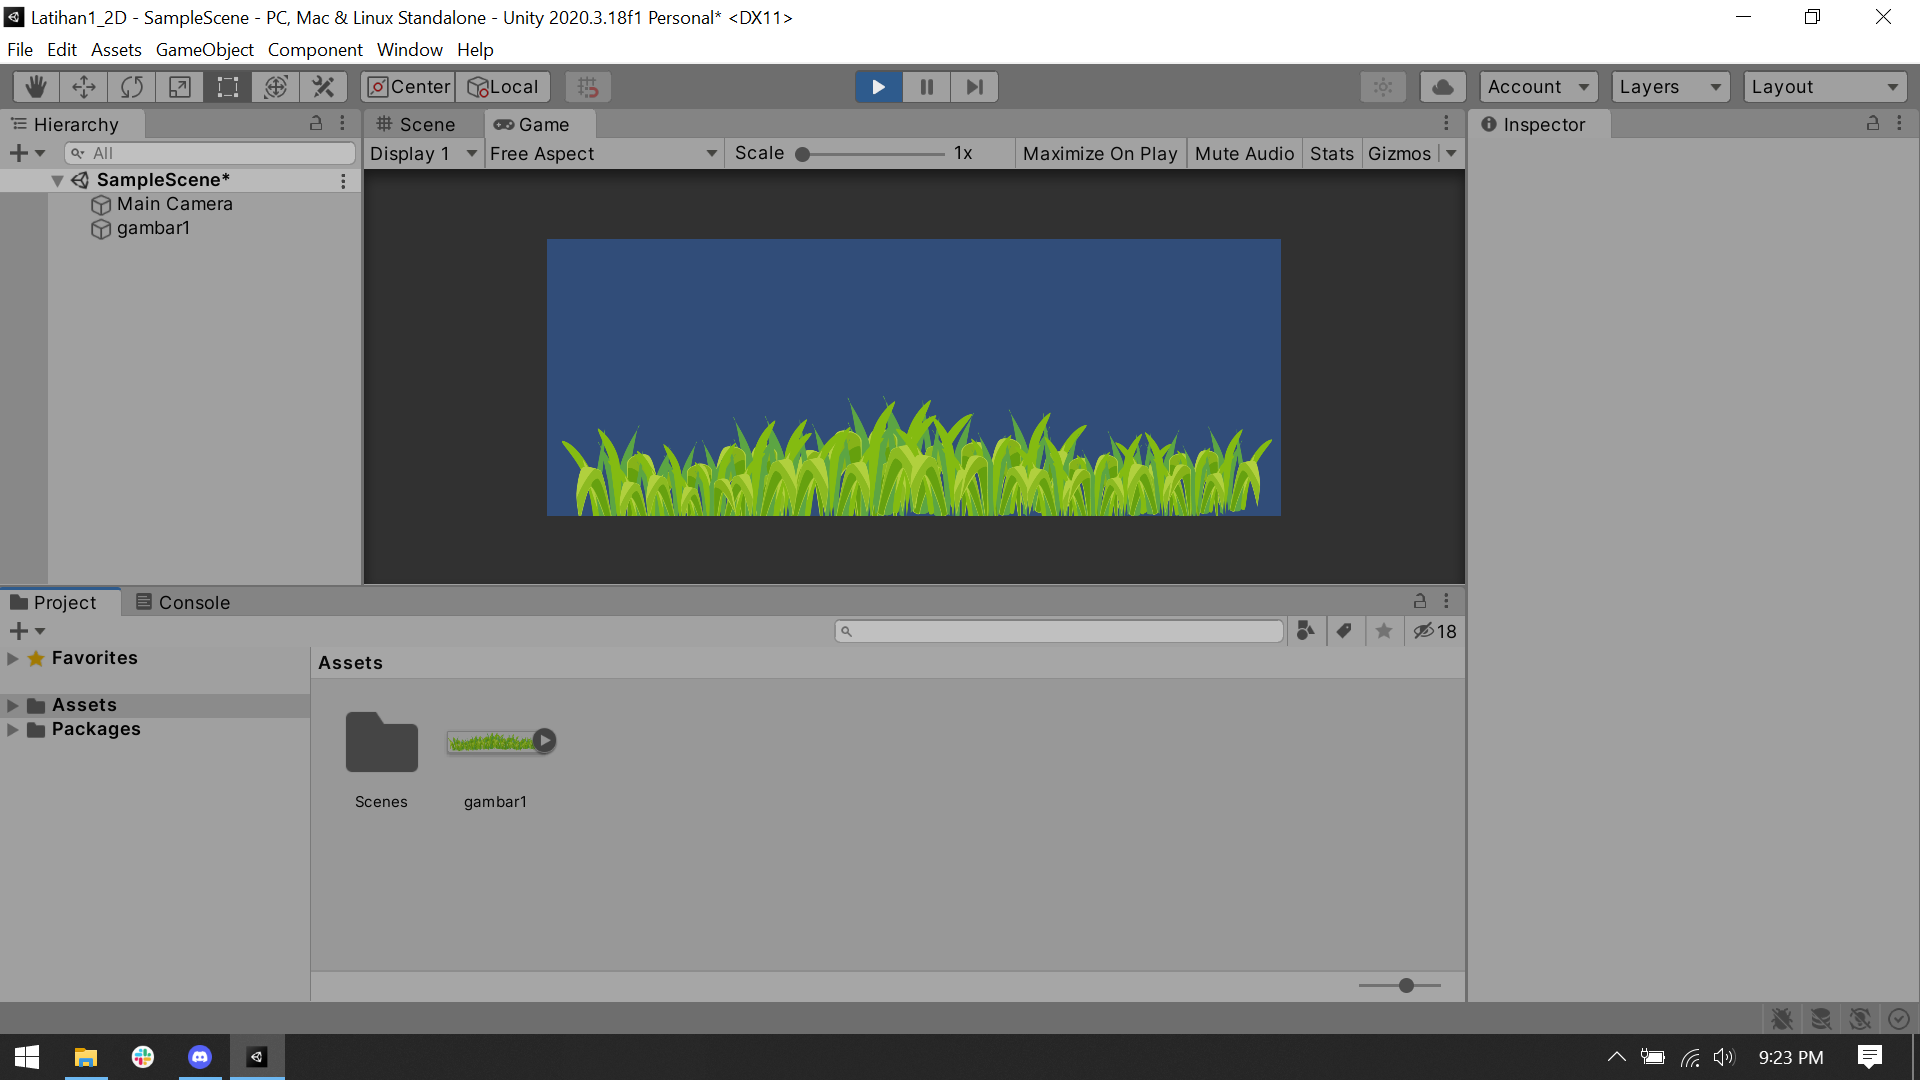 Latihan1_2D - SampleScene - PC, Mac & Linux Standalone - Unity 2020.3.18f1 Personal* <DX11>
File Edit Assets GameObject Component Window Help
Center Local Account Layers Layout
Hierarchy Scene Game Inspector
All Display 1 Free Aspect Scale 1x Maximize On Play Mute Audio Stats Gizmos
SampleScene*
Main Camera
gambar1
Project Console
18
Favorites
Assets
Packages
Assets
Scenes gambar1
9:23 PM